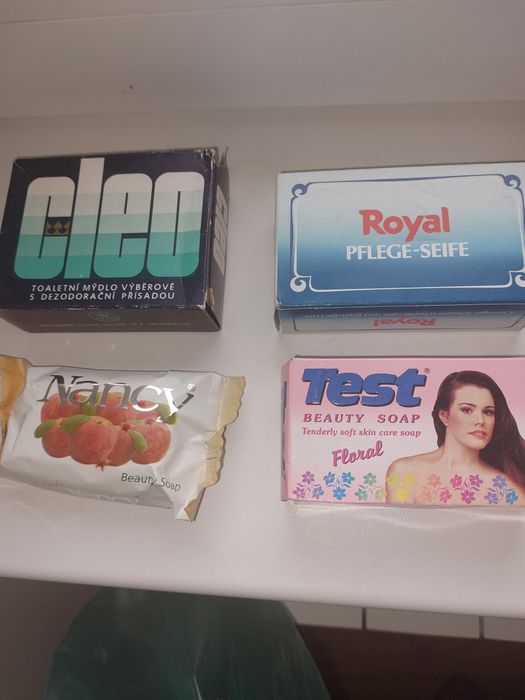 cleo
TOALETNÍ MÝDLO VÝBĚROVÉ
S DEZODORAČNÍ PŘÍSADOU
Royal
PFLEGE-SEIFE
Royal
Nancy®
Beauty Soap
Test®
BEAUTY SOAP
Tenderly soft skin care soap
Floral